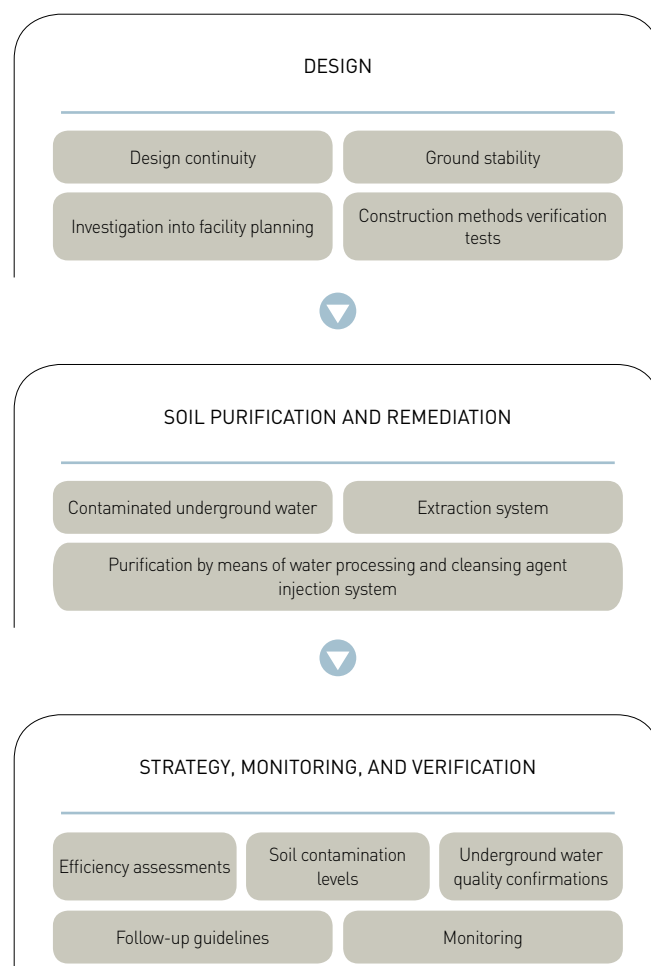 DESIGN
Design continuity
Ground stability
Investigation into facility planning
Construction methods verification
tests
SOIL PURIFICATION AND REMEDIATION
Contaminated underground water
Extraction system
Purification by means of water processing and cleansing agent
injection system
STRATEGY, MONITORING, AND VERIFICATION
Efficiency assessments
Soil contamination
levels
Underground water
quality confirmations
Follow-up guidelines
Monitoring